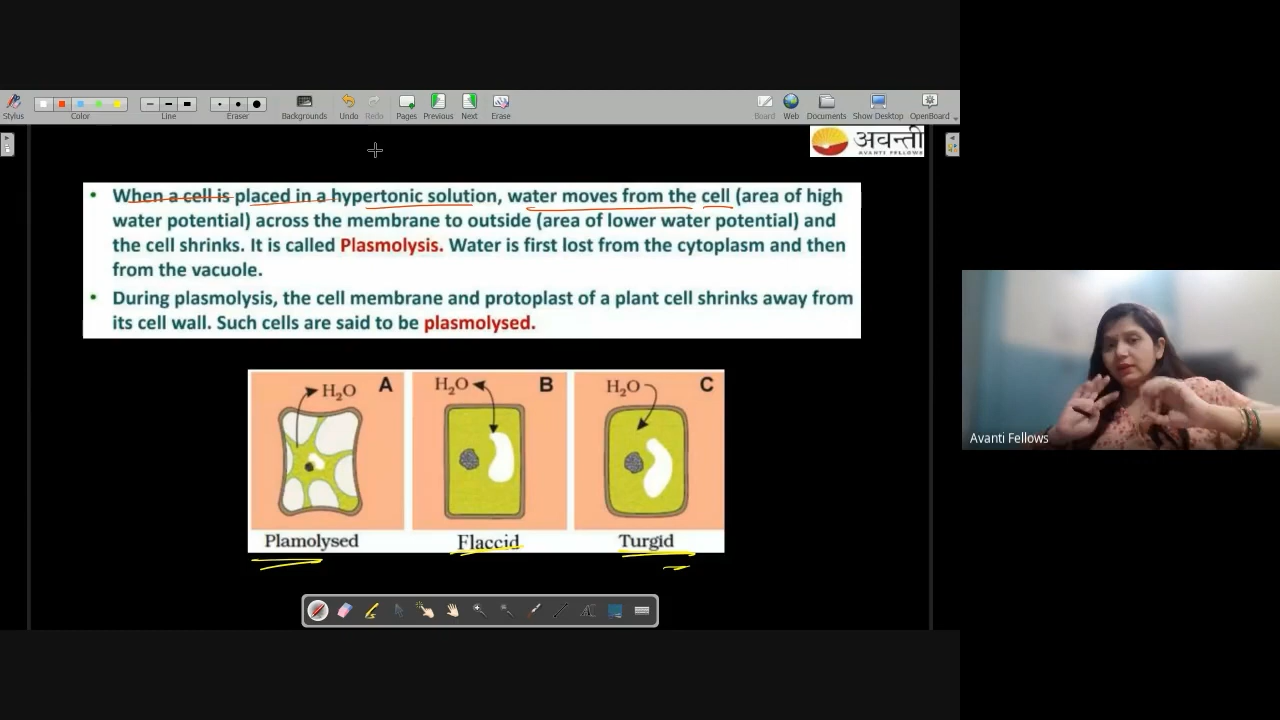 Stylus
Color
Line
Eraser
Backgrounds
Undo
Redo
Pages
Previous
Next
Erase
Board
Web
Documents
Show Desktop
OpenBoard
अवन्ती
AVANTI FELLOWS
• When a cell is placed in a hypertonic solution, water moves from the cell (area of high
water potential) across the membrane to outside (area of lower water potential) and
the cell shrinks. It is called Plasmolysis. Water is first lost from the cytoplasm and then
from the vacuole.
• During plasmolysis, the cell membrane and protoplast of a plant cell shrinks away from
its cell wall. Such cells are said to be plasmolysed.
H₂O A
H₂O B
H₂O C
Plamolysed
Flaccid
Turgid
Avanti Fellows